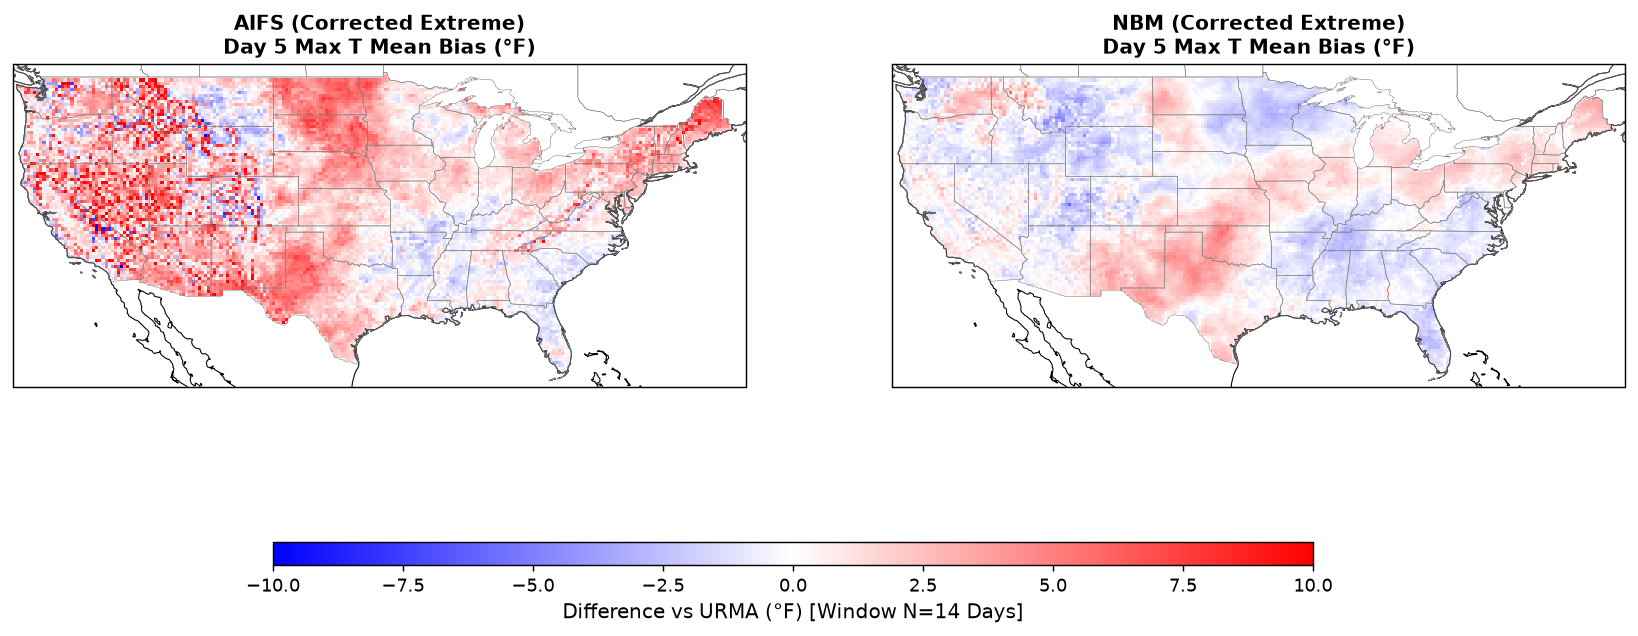 AIFS (Corrected Extreme)
Day 5 Max T Mean Bias (°F)
NBM (Corrected Extreme)
Day 5 Max T Mean Bias (°F)
−10.0 −7.5 −5.0 −2.5 0.0 2.5 5.0 7.5 10.0
Difference vs URMA (°F) [Window N=14 Days]